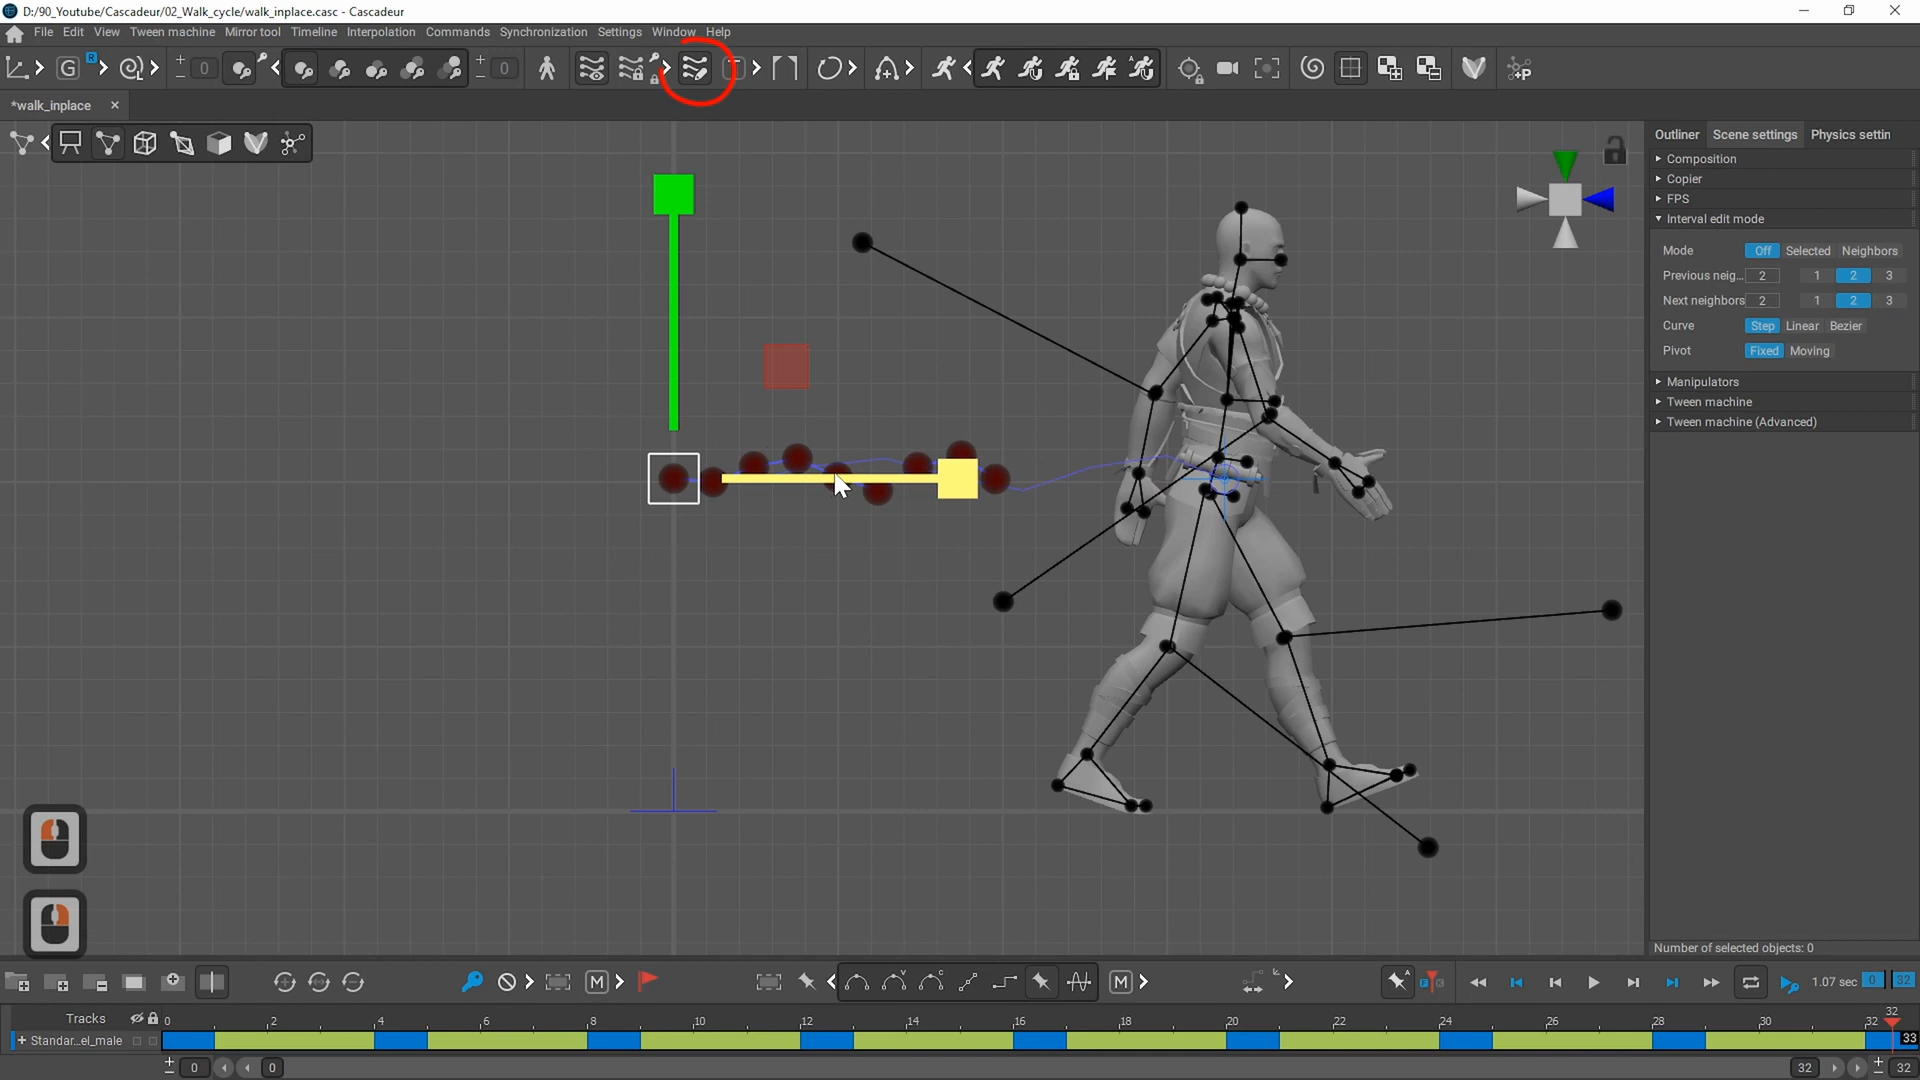 D:/90_Youtube/Cascadeur/02_Walk_cycle/walk_inplace.casc - Cascadeur
File Edit View Tween machine Mirror tool Timeline Interpolation Commands Synchronization Settings Window Help
G R 0 0
*walk_inplace
Outliner Scene settings Physics settin
Composition
Copier
FPS
Interval edit mode
Mode Off Selected Neighbors
Previous neig... 2 1 2 3
Next neighbors 2 1 2 3
Curve Step Linear Bezier
Pivot Fixed Moving
Manipulators
Tween machine
Tween machine (Advanced)
Number of selected objects: 0
M M 1.07 sec 0 32
Tracks 0 2 4 6 8 10 12 14 16 18 20 22 24 26 28 30 32 32
+ Standar...el_male 33
0 0 32 32